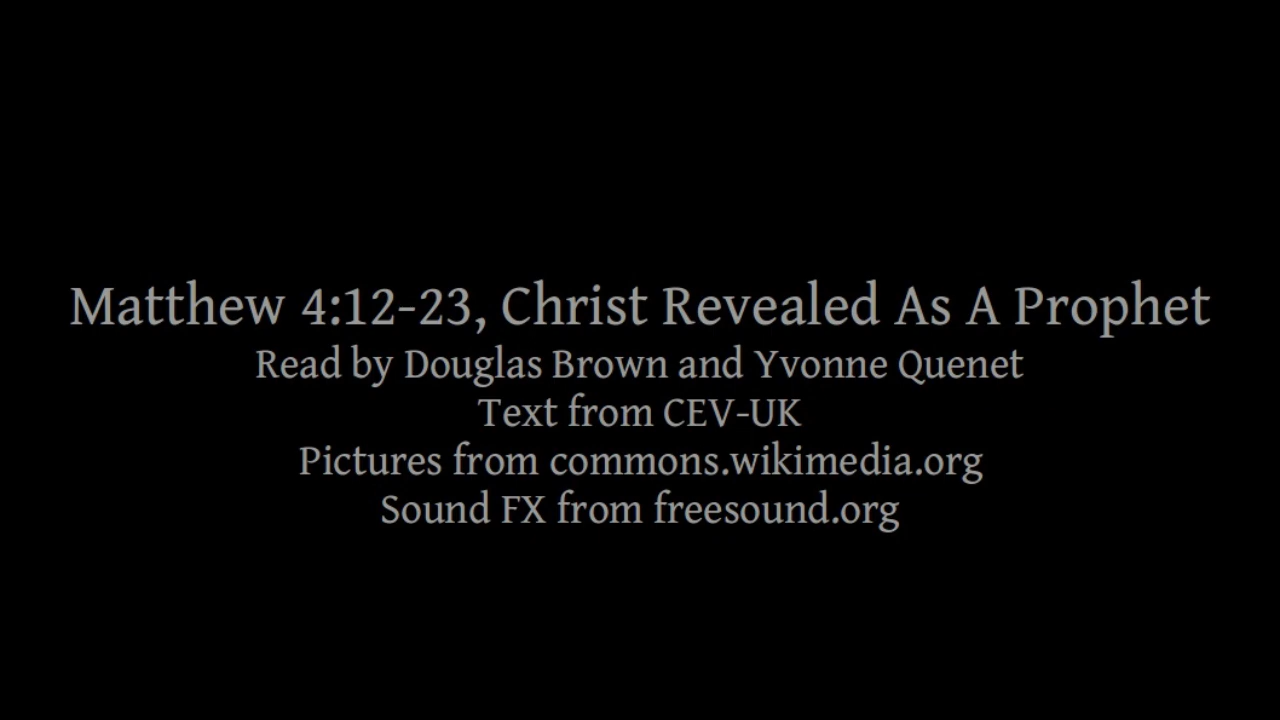 Matthew 4:12-23, Christ Revealed As A Prophet
Read by Douglas Brown and Yvonne Quenet
Text from CEV-UK
Pictures from commons.wikimedia.org
Sound FX from freesound.org